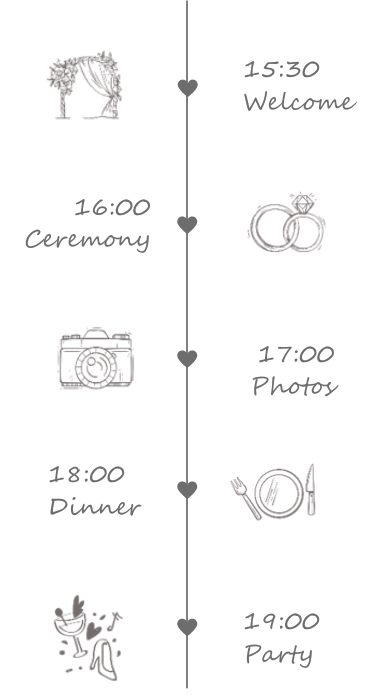 15:30
Welcome
16:00
Ceremony
17:00
Photos
18:00
Dinner
19:00
Party